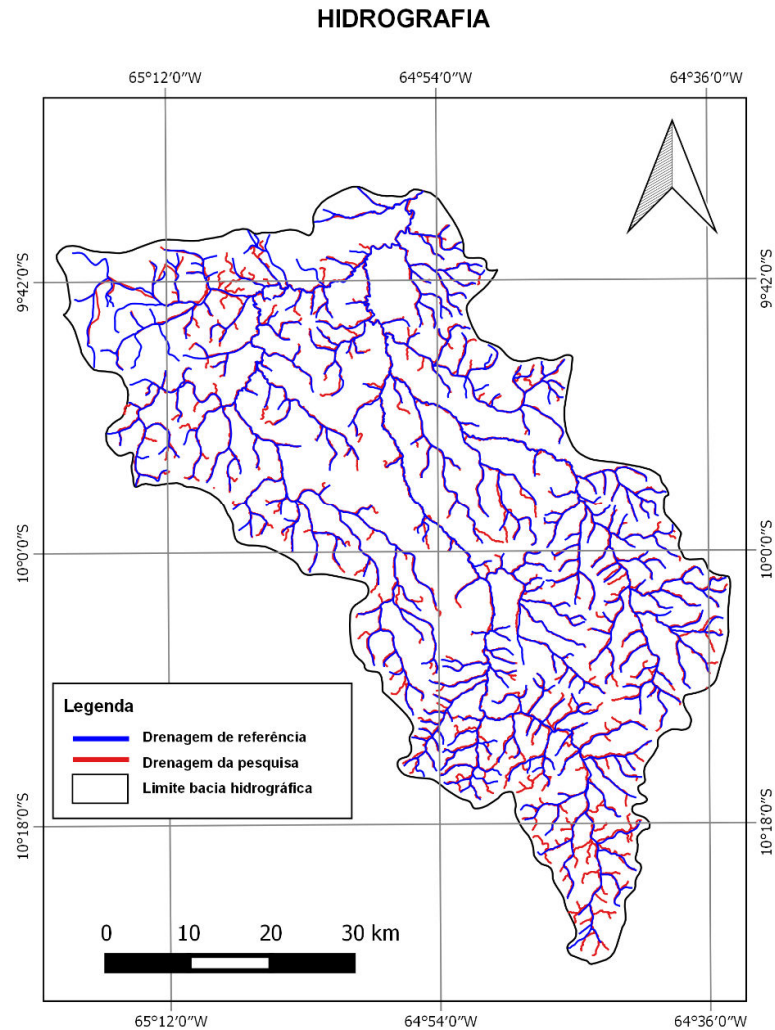 HIDROGRAFIA
65°12'0"W 64°54'0"W 64°36'0"W
9°42'0"S 9°42'0"S
10°0'0"S 10°0'0"S
Legenda
Drenagem de referência
Drenagem da pesquisa
Limite bacia hidrográfica
10°18'0"S 10°18'0"S
0 10 20 30 km
65°12'0"W 64°54'0"W 64°36'0"W